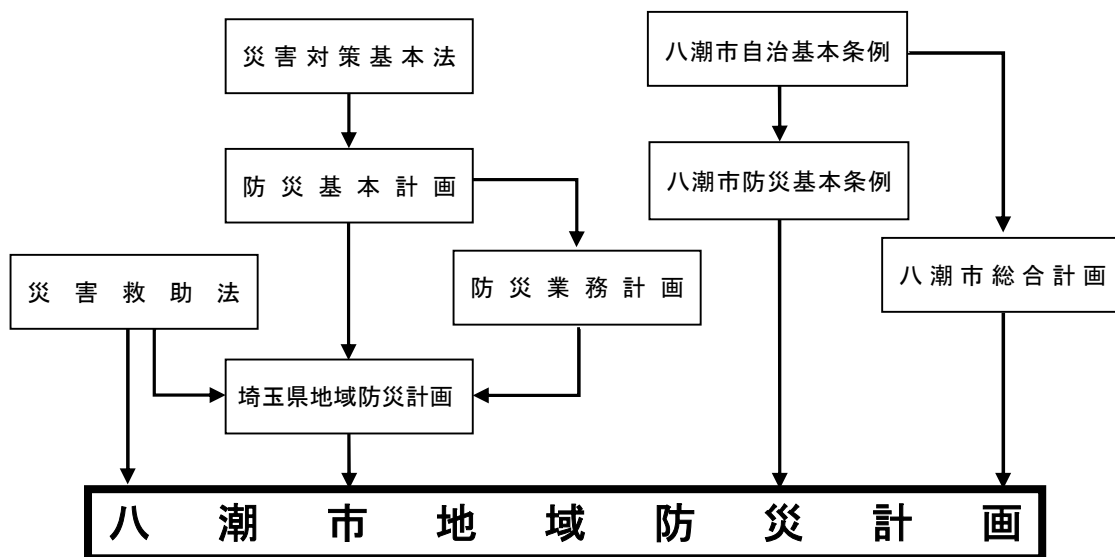 災害対策基本法
八潮市自治基本条例
防災基本計画
八潮市防災基本条例
災害救助法
防災業務計画
八潮市総合計画
埼玉県地域防災計画
八潮市地域防災計画